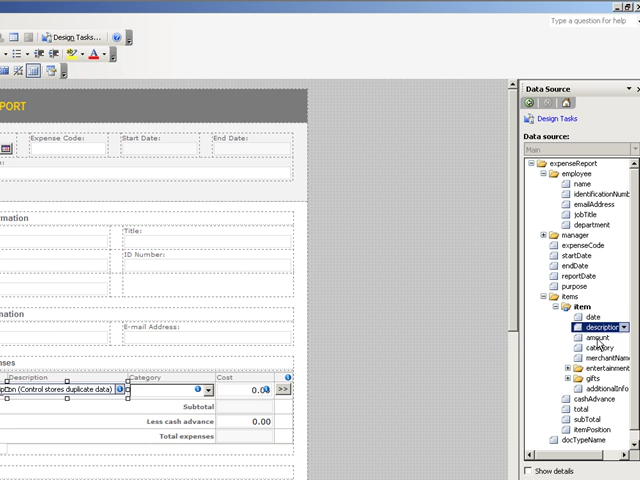 Type a question for help
Design Tasks...
PORT
Expense Code:
Start Date:
End Date:
rmation
Title:
ID Number:
mation
E-mail Address:
nses
Description
Category
Cost
(Control stores duplicate data)
0.00
Subtotal
Less cash advance
0.00
Total expenses
Data Source
Design Tasks
Data source:
Main
expenseReport
employee
name
identificationNumb
emailAddress
jobTitle
department
manager
expenseCode
startDate
endDate
reportDate
purpose
items
item
date
description
amount
category
merchantName
entertainment
gifts
additionalInfo
cashAdvance
total
subTotal
itemPosition
docTypeName
Show details